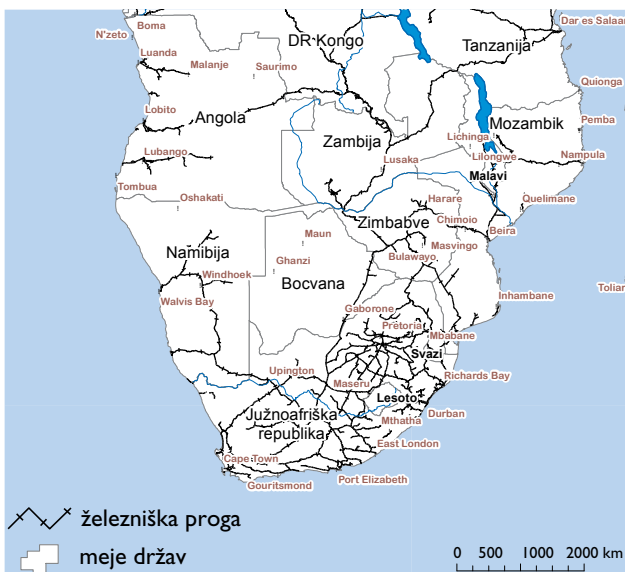 Boma
N'zeto
DR Kongo
Dar es Salaa
Luanda
Tanzanija
Malanje
Saurimo
Quionga
Lobito
Angola
Pemba
Mozambik
Lichinga
Zambija
Lubango
Lusaka
Lilongwe
Nampula
Malavi
Tombua
Oshakati
Harare
Quelimane
Chimoio
Zimbabve
Beira
Maun
Masvingo
Namibija
Bulawayo
Ghanzi
Windhoek
Bocvana
Tolian
Walvis Bay
Inhambane
Gaborone
Pretoria
Mbabane
Svazi
Upington
Richards Bay
Maseru
Lesoto
Južnoafriška
republika
Durban
Mthatha
East London
Cape Town
Gouritsmond
Port Elizabeth
železniška proga
meje držav
0 500 1000 2000 km